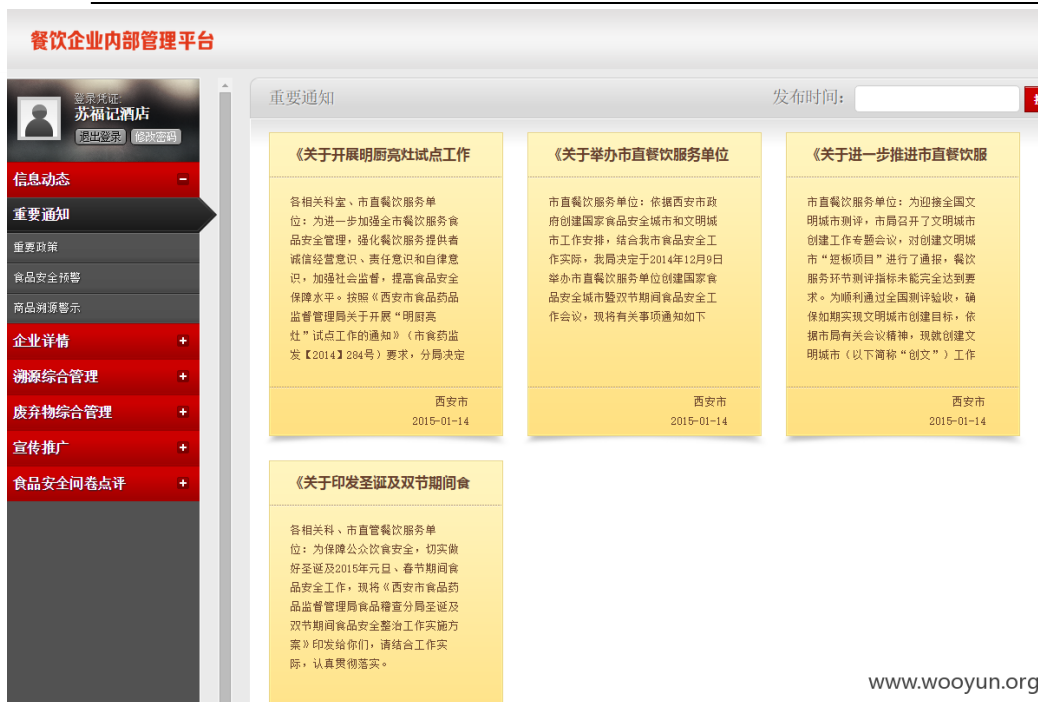 餐饮企业内部管理平台
登录凭证:
苏福记酒店
退出登录 修改密码
信息动态
重要通知
重要政策
食品安全预警
商品溯源警示
企业详情
溯源综合管理
废弃物综合管理
宣传推广
食品安全问卷点评
重要通知
发布时间：
《关于开展明厨亮灶试点工作
各相关科室、市直餐饮服务单
位：为进一步加强全市餐饮服务食
品安全管理，强化餐饮服务提供者
诚信经营意识、责任意识和自律意
识，加强社会监督，提高食品安全
保障水平。按照《西安市食品药品
监督管理局关于开展“明厨亮
灶”试点工作的通知》（市食药监
发【2014】284号）要求，分局决定
西安市
2015-01-14
《关于举办市直餐饮服务单位
市直餐饮服务单位：依据西安市政
府创建国家食品安全城市和文明城
市工作安排，结合我市食品安全工
作实际，我局决定于2014年12月9日
举办市直餐饮服务单位创建国家食
品安全城市暨双节期间食品安全工
作会议，现将有关事项通知如下
西安市
2015-01-14
《关于进一步推进市直餐饮服
市直餐饮服务单位：为迎接全国文
明城市测评，市局召开了文明城市
创建工作专题会议，对创建文明城
市“短板项目”进行了通报，餐饮
服务环节测评指标未能完全达到要
求。为顺利通过全国测评验收，确
保如期实现文明城市创建目标，依
据市局有关会议精神，现就创建文
明城市（以下简称“创文”）工作
西安市
2015-01-14
《关于印发圣诞及双节期间食
各相关科、市直管餐饮服务单
位：为保障公众饮食安全，切实做
好圣诞及2015年元旦、春节期间食
品安全工作，现将《西安市食品药
品监督管理局食品稽查分局圣诞及
双节期间食品安全整治工作实施方
案》印发给你们，请结合工作实
际，认真贯彻落实。
www.wooyun.org